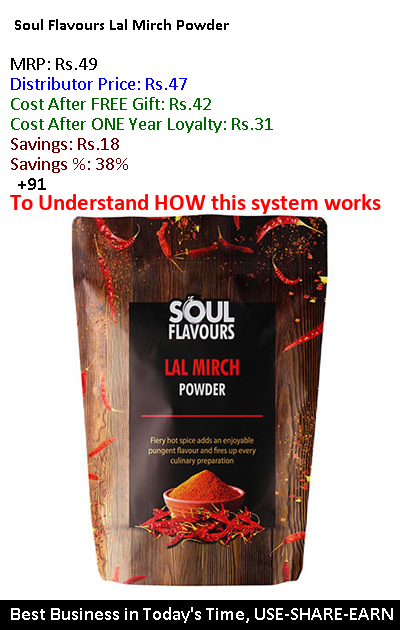 Soul Flavours Lal Mirch Powder
MRP: Rs.49
Distributor Price: Rs.47
Cost After FREE Gift: Rs.42
Cost After ONE Year Loyalty: Rs.31
Savings: Rs.18
Savings %: 38%
+91
To Understand HOW this system works
SOUL
FLAVOURS
LAL MIRCH
POWDER
Fiery hot spice adds an enjoyable
pungent flavour and fires up every
culinary preparation
Best Business in Today's Time, USE-SHARE-EARN